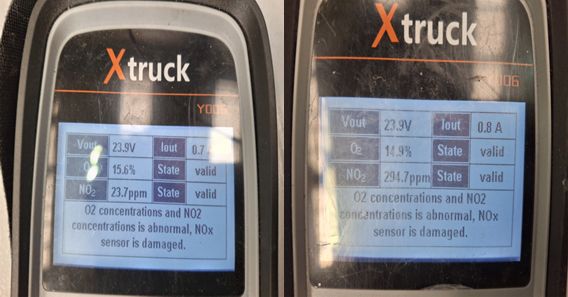 Xtruck
Y006
Vout 23.9V Iout 0.7
O2 15.6% State valid
NO2 23.7ppm State valid
O2 concentrations and NO2
concentrations is abnormal, NOx
sensor is damaged.
Xtruck
Y006
Vout 23.9V Iout 0.8 A
O2 14.9% State valid
NO2 294.7ppm State valid
O2 concentrations and NO2
concentrations is abnormal, NOx
sensor is damaged.